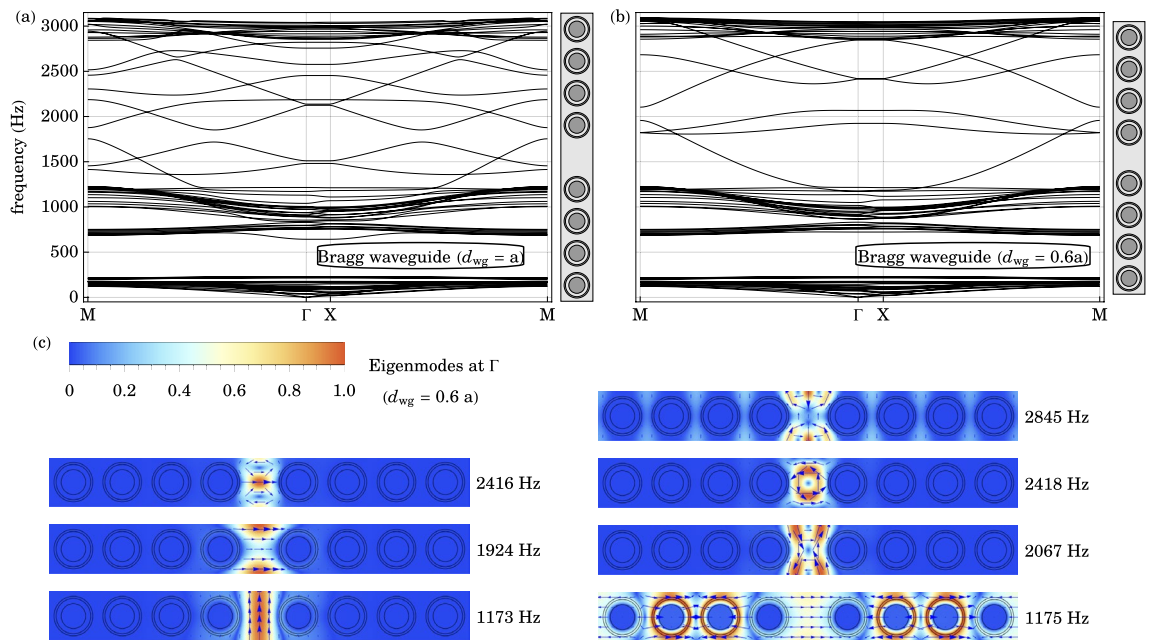 (a)
3000
2500
2000
1500
1000
500
0
frequency (Hz)
Bragg waveguide (d_wg = a)
M Γ X M
(b)
Bragg waveguide (d_wg = 0.6a)
M Γ X M
(c)
0 0.2 0.4 0.6 0.8 1.0
Eigenmodes at Γ
(d_wg = 0.6 a)
2416 Hz
1924 Hz
1173 Hz
2845 Hz
2418 Hz
2067 Hz
1175 Hz